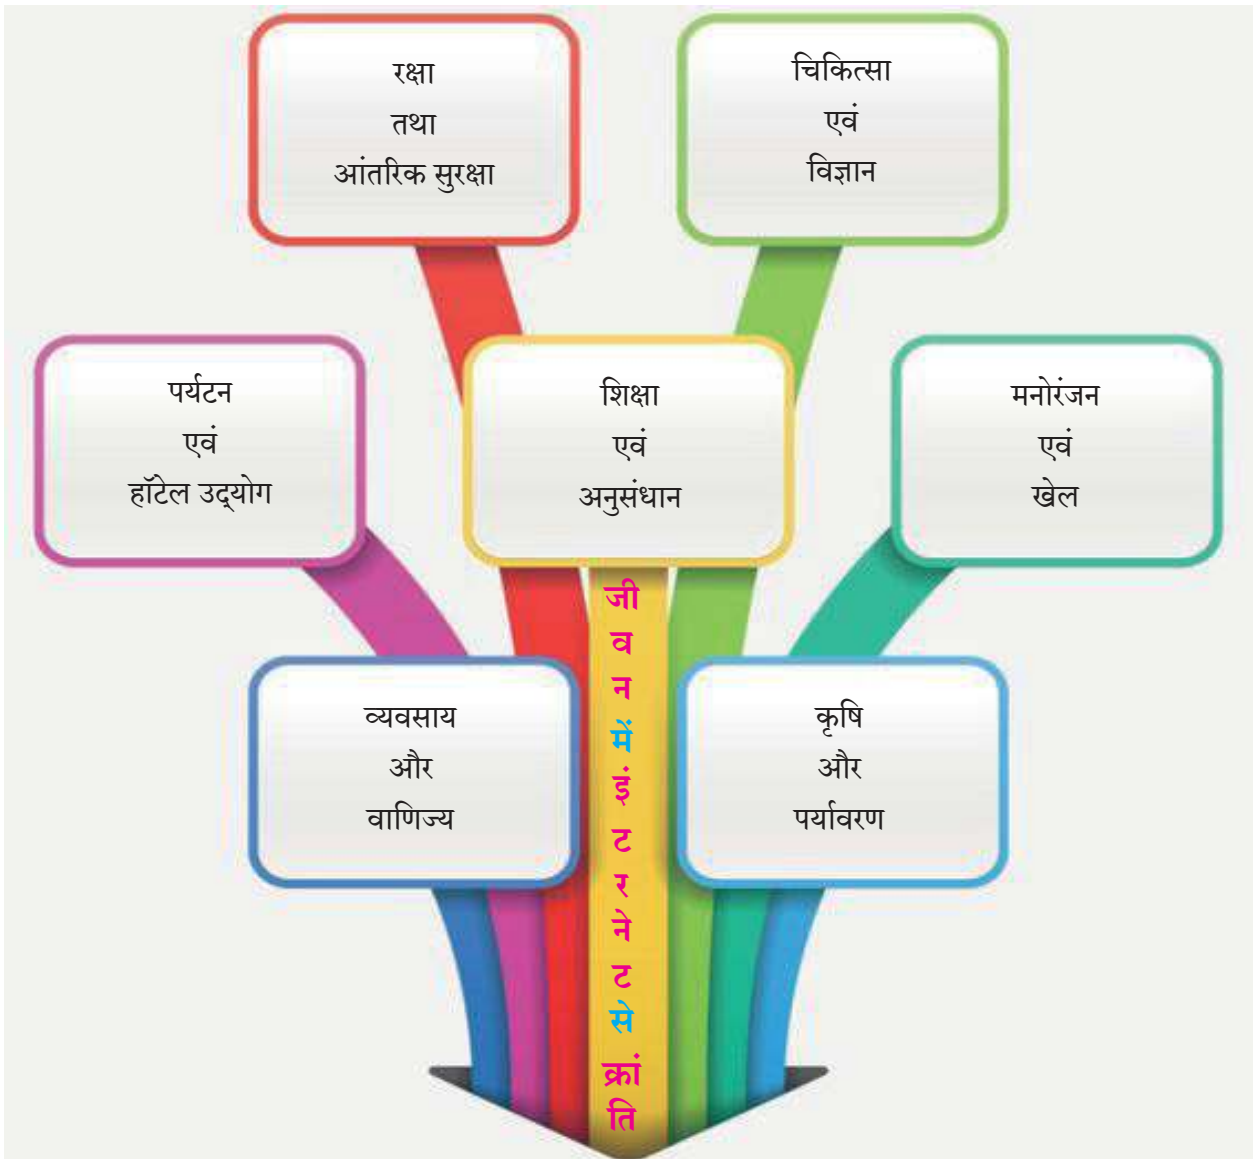 रक्षा
तथा
आंतरिक सुरक्षा
चिकित्सा
एवं
विज्ञान
पर्यटन
एवं
हॉटेल उद्‌योग
शिक्षा
एवं
अनुसंधान
मनोरंजन
एवं
खेल
व्यवसाय
और
वाणिज्य
कृषि
और
पर्यावरण
जी
व
न
में
इं
ट
र
ने
ट
से
क्रां
ति